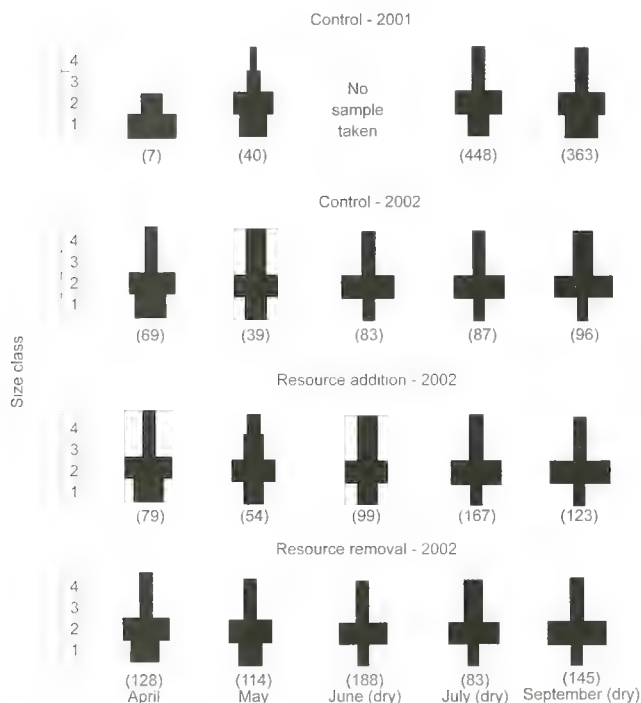 Control - 2001
4
3
2
1
No
sample
taken
(7) (40) (448) (363)
Control - 2002
4
3
2
1
(69) (39) (83) (87) (96)
Size class
Resource addition - 2002
4
3
2
1
(79) (54) (99) (167) (123)
Resource removal - 2002
4
3
2
1
(128) (114) (188) (83) (145)
April May June (dry) July (dry) September (dry)